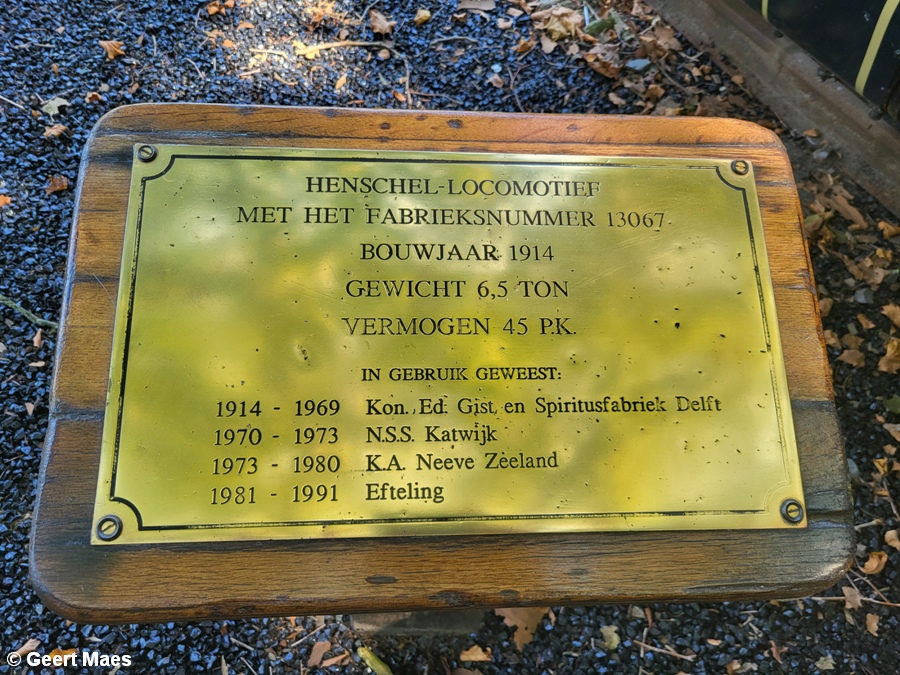 HENSCHEL-LOCOMOTIEF
MET HET FABRIEKSNUMMER 13067
BOUWJAAR 1914
GEWICHT 6,5 TON
VERMOGEN 45 P.K.
IN GEBRUIK GEWEEST:
1914 - 1969 Kon. Ed. Gist en Spiritusfabriek Delft
1970 - 1973 N.S.S. Katwijk
1973 - 1980 K.A. Neeve Zeeland
1981 - 1991 Efteling
© Geert Maes